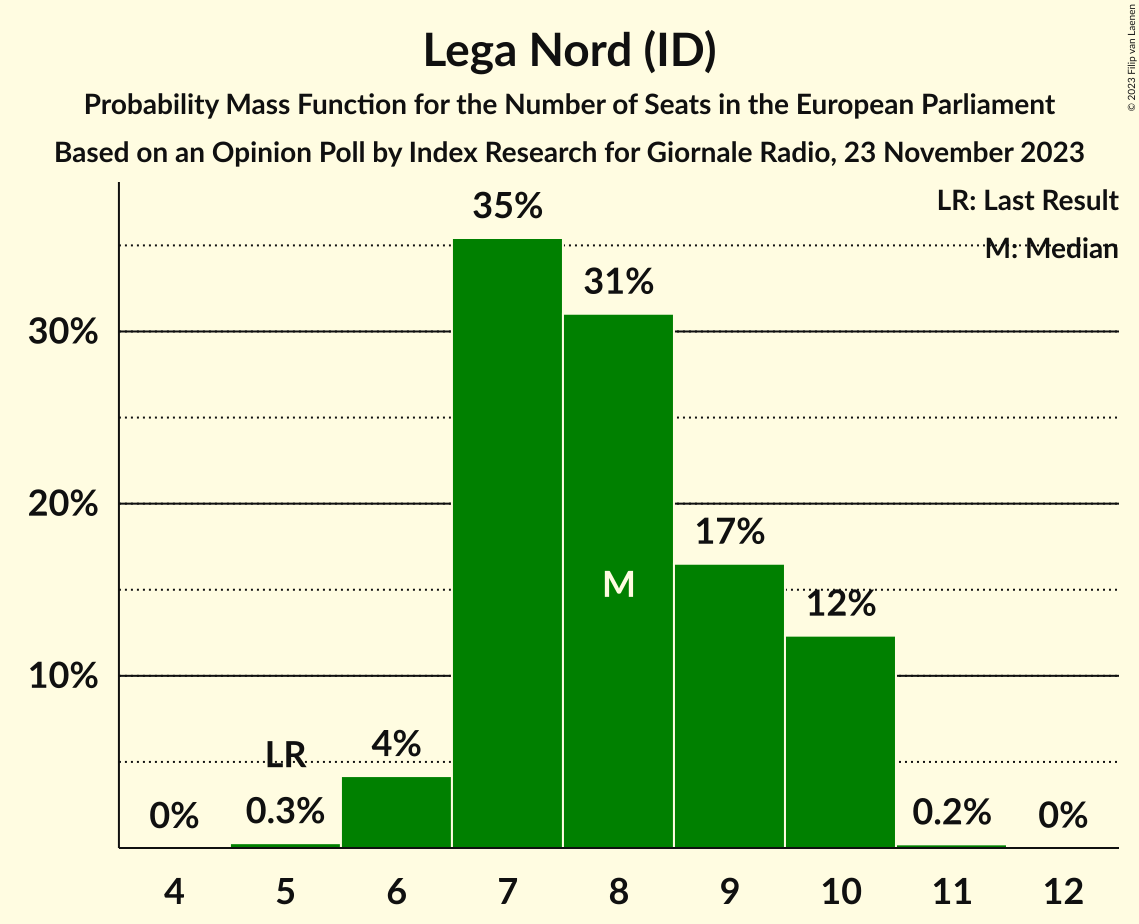 Lega Nord (ID)
Probability Mass Function for the Number of Seats in the European Parliament
Based on an Opinion Poll by Index Research for Giornale Radio, 23 November 2023
© 2023 Filip van Laenen
LR: Last Result
M: Median
35%
31%
30%
20%
17%
M
12%
10%
LR
4%
0%
0.3%
0.2%
0%
4 5 6 7 8 9 10 11 12